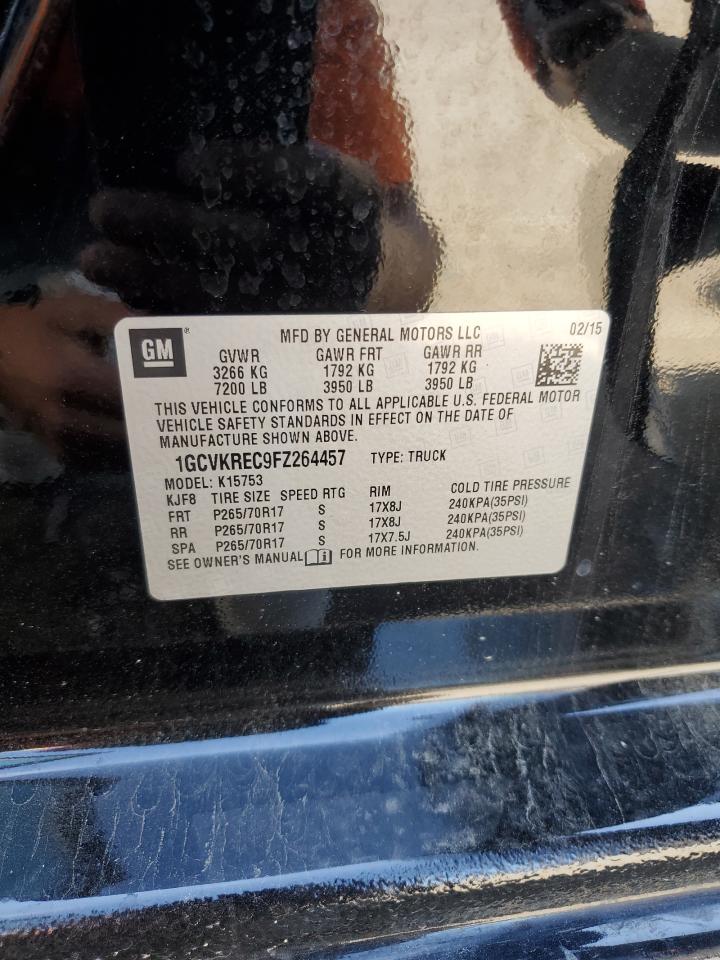 GM ® MFD BY GENERAL MOTORS LLC 02/15
GVWR GAWR FRT GAWR RR
3266 KG 1792 KG 1792 KG
7200 LB 3950 LB 3950 LB
THIS VEHICLE CONFORMS TO ALL APPLICABLE U.S. FEDERAL MOTOR
VEHICLE SAFETY STANDARDS IN EFFECT ON THE DATE OF
MANUFACTURE SHOWN ABOVE.
1GCVKREC9FZ264457 TYPE: TRUCK
MODEL: K15753
KJF8 TIRE SIZE SPEED RTG RIM COLD TIRE PRESSURE
FRT P265/70R17 S 17X8J 240KPA(35PSI)
RR P265/70R17 S 17X8J 240KPA(35PSI)
SPA P265/70R17 S 17X7.5J 240KPA(35PSI)
SEE OWNER'S MANUAL i FOR MORE INFORMATION.